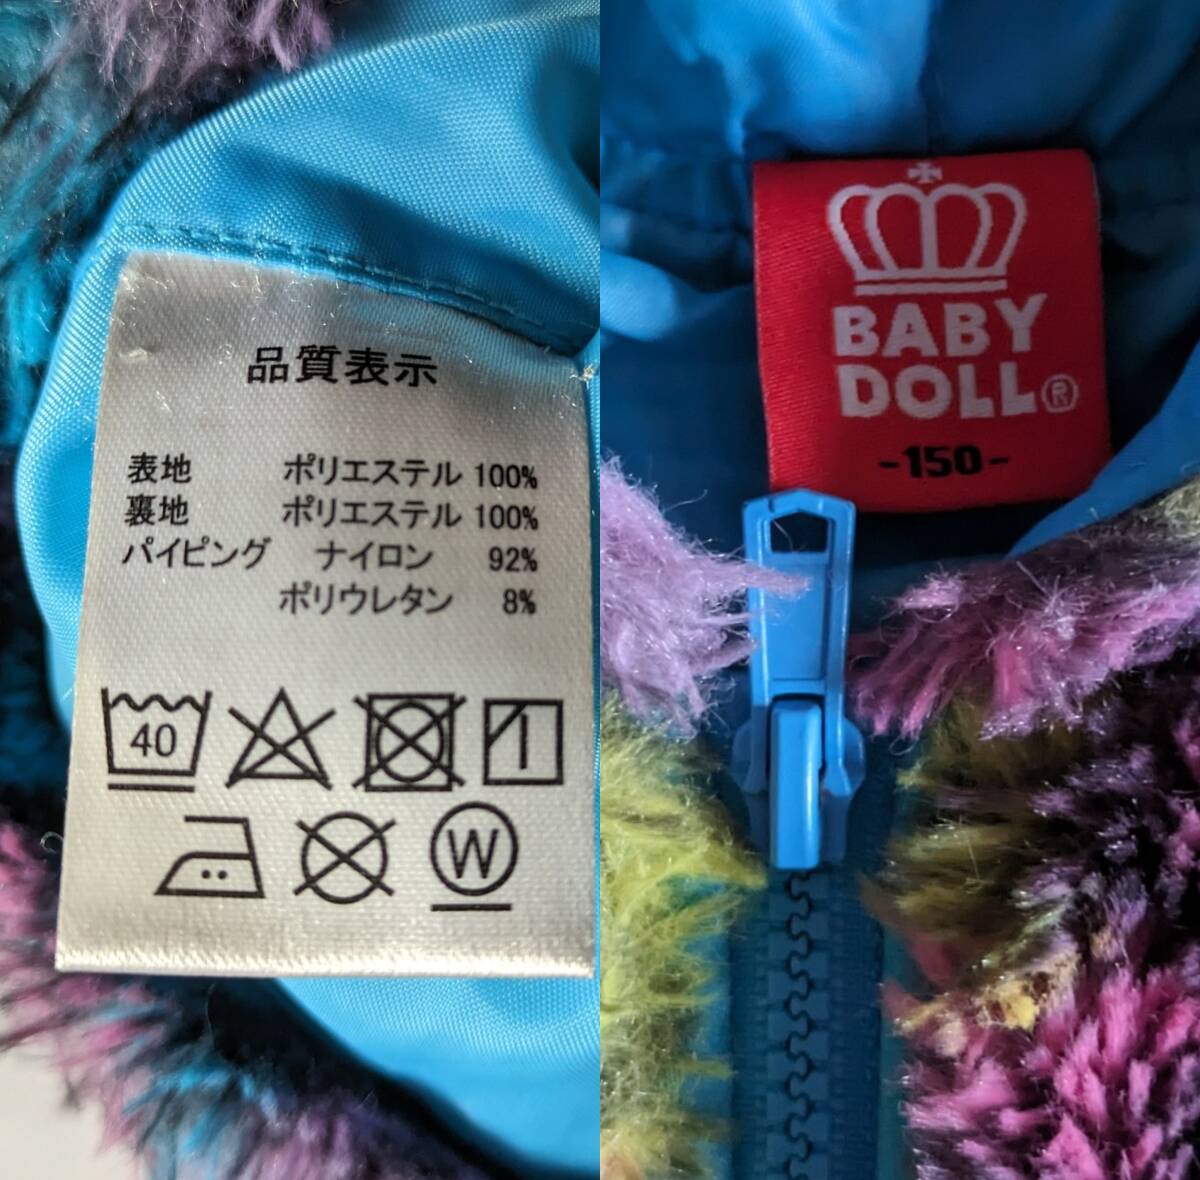 品質表示
表地 ポリエステル 100%
裏地 ポリエステル 100%
パイピング ナイロン 92%
ポリウレタン 8%
40
W
BABY
DOLL®
-150-